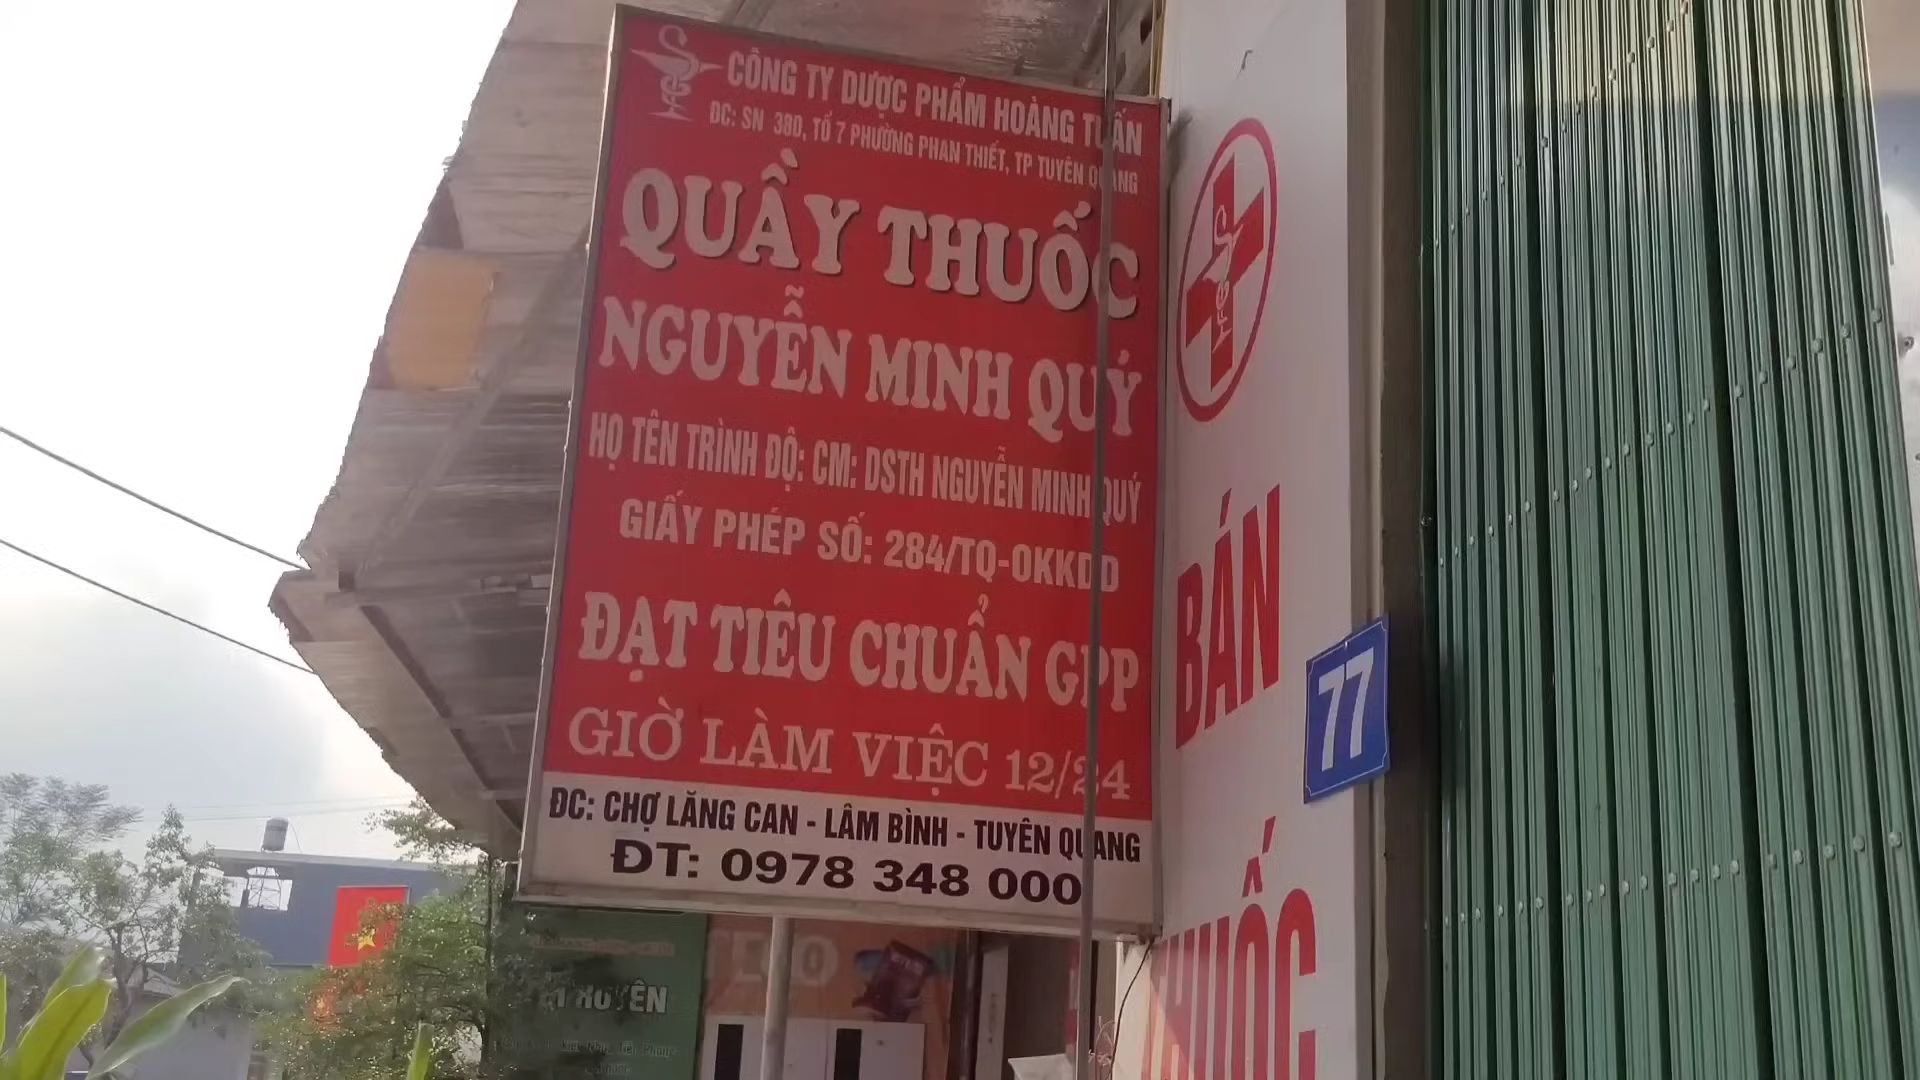 CÔNG TY DƯỢC PHẨM HOÀNG TUẤN
ĐC: SN 38D, TỔ 7 PHƯỜNG PHAN THIẾT, TP TUYÊN QUANG
QUẦY THUỐC
NGUYỄN MINH QUÝ
HỌ TÊN TRÌNH ĐỘ: CM: DSTH NGUYỄN MINH QUÝ
GIẤY PHÉP SỐ: 284/TQ-ĐKKDD
ĐẠT TIÊU CHUẨN GPP
GIỜ LÀM VIỆC 12/24
ĐC: CHỢ LĂNG CAN - LÂM BÌNH - TUYÊN QUANG
ĐT: 0978 348 000
BÁN
THUỐC
77